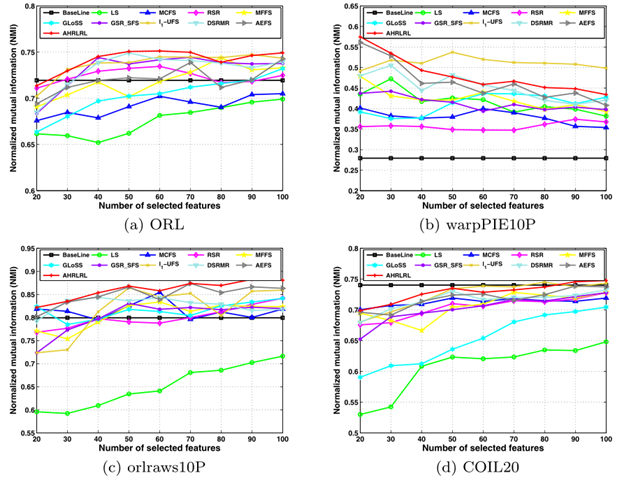 BaseLine LS MCFS RSR MFFS
GLoSS GSR_SFS l₁-UFS DSRMR AEFS
AHRLRL
Normalized mutual information (NMI)
0.8
0.75
0.7
0.65
0.6
20 30 40 50 60 70 80 90 100
Number of selected features
(a) ORL
BaseLine LS MCFS RSR MFFS
GLoSS GSR_SFS l₁-UFS DSRMR AEFS
AHRLRL
Normalized mutual information (NMI)
0.65
0.6
0.55
0.5
0.45
0.4
0.35
0.3
0.25
0.2
20 30 40 50 60 70 80 90 100
Number of selected features
(b) warpPIE10P
BaseLine LS MCFS RSR MFFS
GLoSS GSR_SFS l₁-UFS DSRMR AEFS
AHRLRL
Normalized mutual information (NMI)
0.95
0.9
0.85
0.8
0.75
0.7
0.65
0.6
0.55
20 30 40 50 60 70 80 90 100
Number of selected features
(c) orlraws10P
BaseLine LS MCFS RSR MFFS
GLoSS GSR_SFS l₁-UFS DSRMR AEFS
AHRLRL
Normalized mutual information (NMI)
0.8
0.75
0.7
0.65
0.6
0.55
0.5
20 30 40 50 60 70 80 90 100
Number of selected features
(d) COIL20